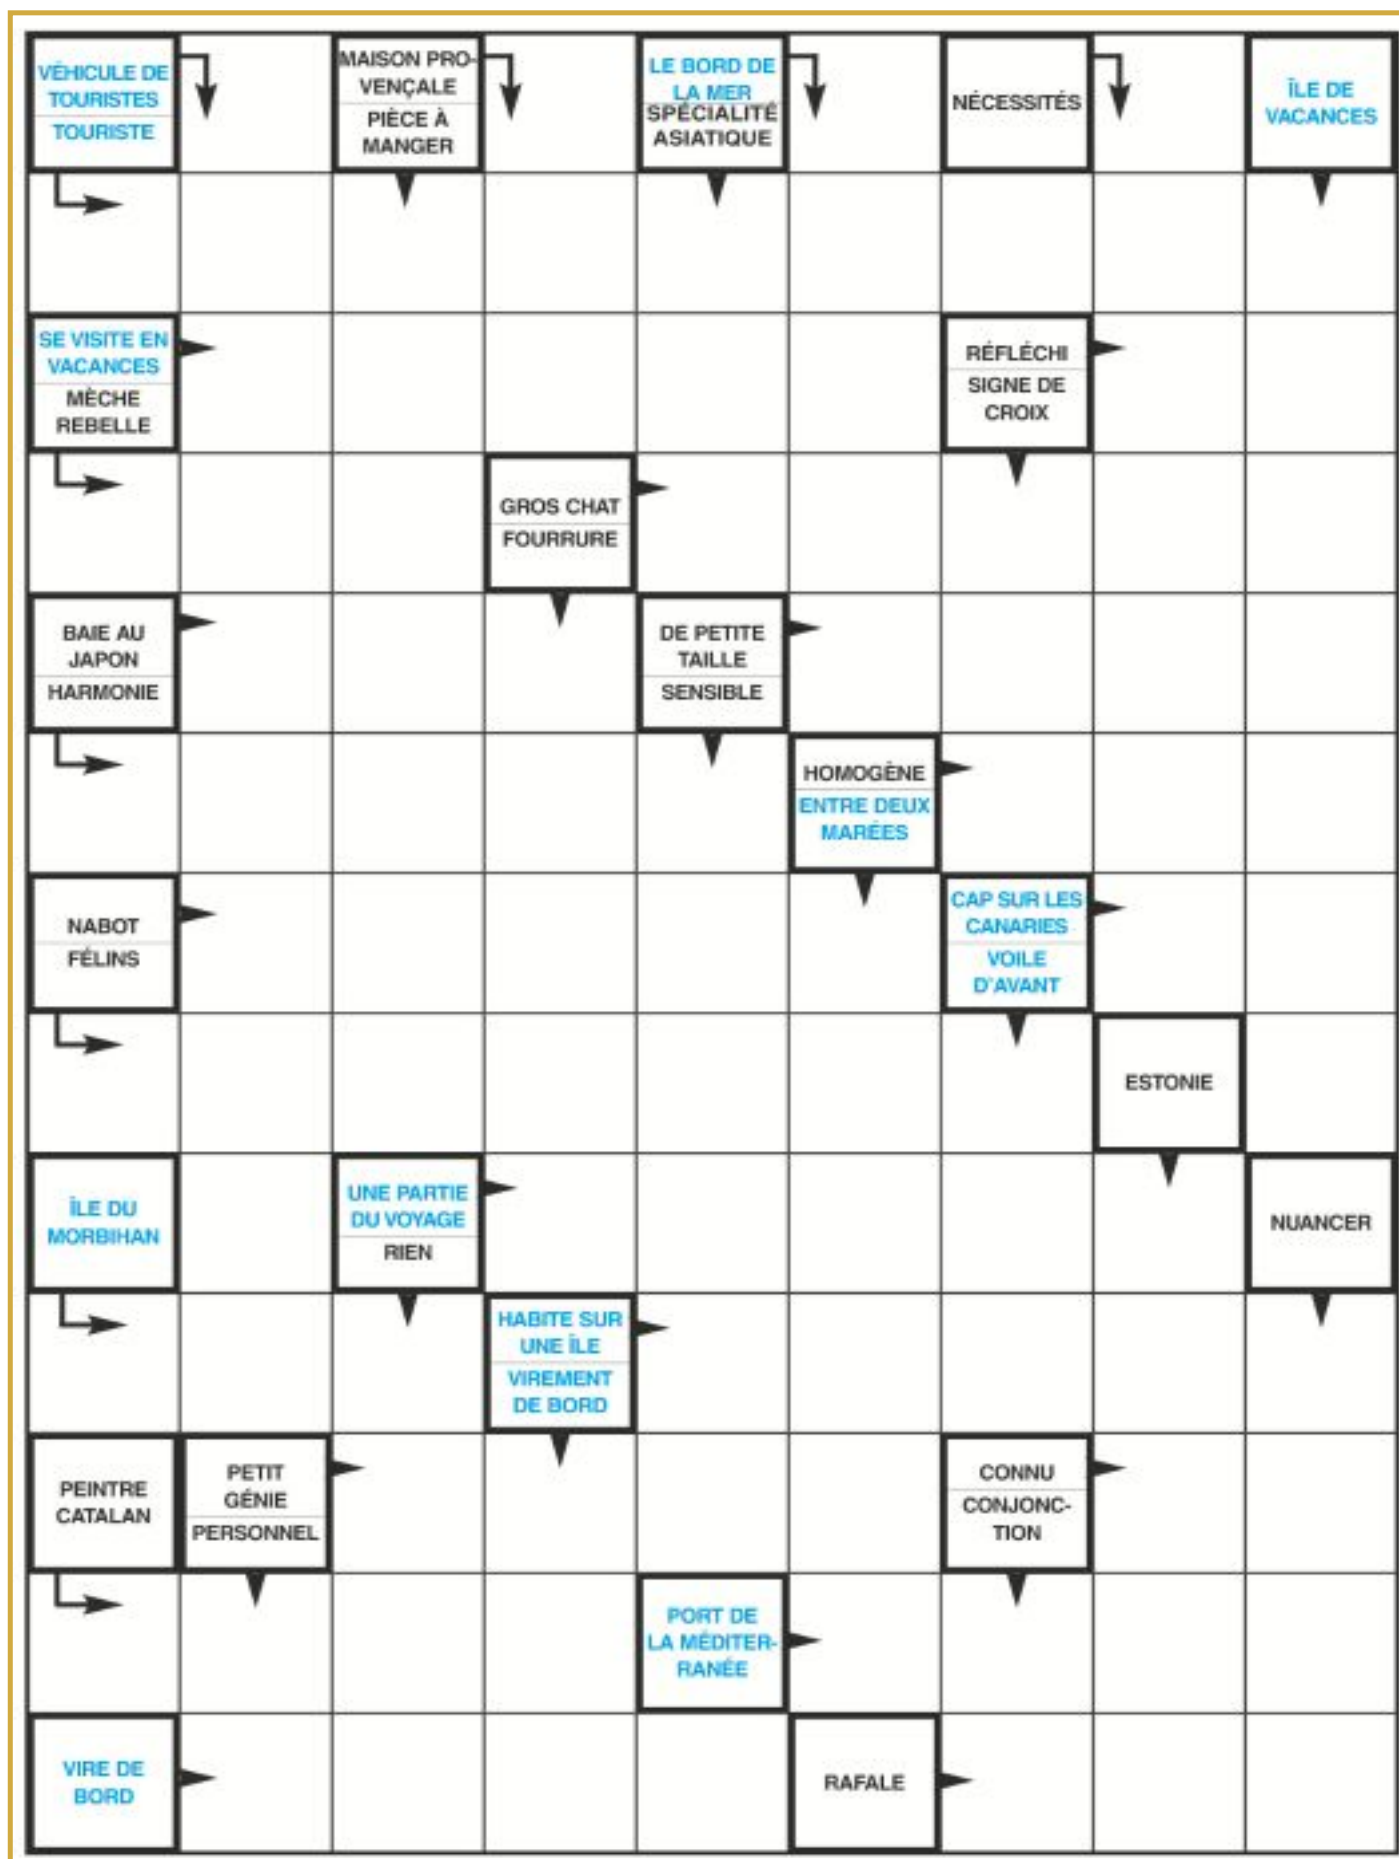 VÉHICULE DE
TOURISTES
TOURISTE
MAISON PRO-
VENÇALE
PIÈCE À
MANGER
LE BORD DE
LA MER
SPÉCIALITÉ
ASIATIQUE
NÉCESSITÉS
ÎLE DE
VACANCES
SE VISITE EN
VACANCES
MÈCHE
REBELLE
RÉFLÉCHI
SIGNE DE
CROIX
GROS CHAT
FOURRURE
BAIE AU
JAPON
HARMONIE
DE PETITE
TAILLE
SENSIBLE
HOMOGÈNE
ENTRE DEUX
MARÉES
NABOT
FÉLINS
CAP SUR LES
CANARIES
VOILE
D'AVANT
ESTONIE
ÎLE DU
MORBIHAN
UNE PARTIE
DU VOYAGE
RIEN
NUANCER
HABITE SUR
UNE ÎLE
VIREMENT
DE BORD
PEINTRE
CATALAN
PETIT
GÉNIE
PERSONNEL
CONNU
CONJONC-
TION
PORT DE
LA MÉDITER-
RANÉE
VIRE DE
BORD
RAFALE